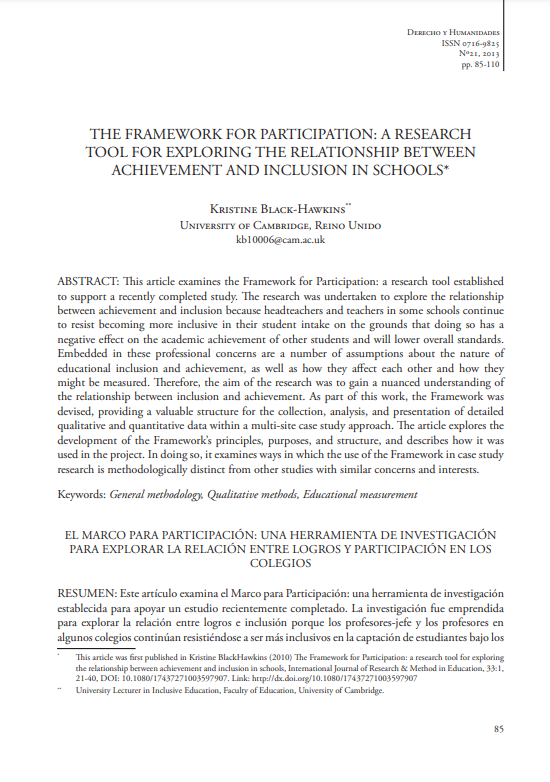 Derecho y Humanidades
ISSN 0716-9825
Nº21, 2013
pp. 85-110
THE FRAMEWORK FOR PARTICIPATION: A RESEARCH
TOOL FOR EXPLORING THE RELATIONSHIP BETWEEN
ACHIEVEMENT AND INCLUSION IN SCHOOLS*
Kristine Black-Hawkins**
University of Cambridge, Reino Unido
kb10006@cam.ac.uk
ABSTRACT: This article examines the Framework for Participation: a research tool established
to support a recently completed study. The research was undertaken to explore the relationship
between achievement and inclusion because headteachers and teachers in some schools continue
to resist becoming more inclusive in their student intake on the grounds that doing so has a
negative effect on the academic achievement of other students and will lower overall standards.
Embedded in these professional concerns are a number of assumptions about the nature of
educational inclusion and achievement, as well as how they affect each other and how they
might be measured. Therefore, the aim of the research was to gain a nuanced understanding of
the relationship between inclusion and achievement. As part of this work, the Framework was
devised, providing a valuable structure for the collection, analysis, and presentation of detailed
qualitative and quantitative data within a multi-site case study approach. The article explores
the development of the Framework's principles, purposes, and structure, and describes how it was
used in the project. In doing so, it examines ways in which the use of the Framework in case study
research is methodologically distinct from other studies with similar concerns and interests.
Keywords: General methodology, Qualitative methods, Educational measurement
EL MARCO PARA PARTICIPACIÓN: UNA HERRAMIENTA DE INVESTIGACIÓN
PARA EXPLORAR LA RELACIÓN ENTRE LOGROS Y PARTICIPACIÓN EN LOS
COLEGIOS
RESUMEN: Este artículo examina el Marco para Participación: una herramienta de investigación
establecida para apoyar un estudio recientemente completado. La investigación fue emprendida
para explorar la relación entre logros e inclusión porque los profesores-jefe y los profesores en
algunos colegios continúan resistiéndose a ser más inclusivos en la captación de estudiantes bajo los
* This article was first published in Kristine BlackHawkins (2010) The Framework for Participation: a research tool for exploring
the relationship between achievement and inclusion in schools, International Journal of Research & Method in Education, 33:1,
21-40, DOI: 10.1080/17437271003597907. Link: http://dx.doi.org/10.1080/17437271003597907
** University Lecturer in Inclusive Education, Faculty of Education, University of Cambridge.
85